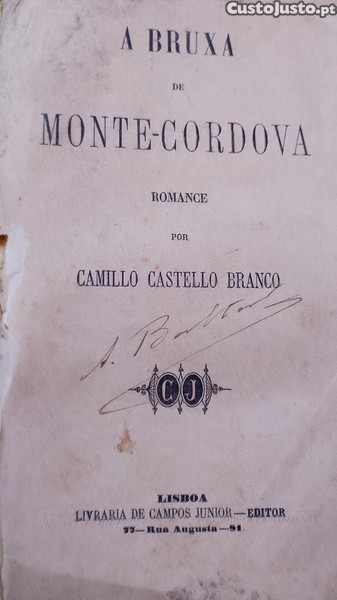 CustoJusto.pt
A BRUXA
DE
MONTE-CORDOVA
ROMANCE
POR
CAMILLO CASTELLO BRANCO
C J
LISBOA
LIVRARIA DE CAMPOS JUNIOR—EDITOR
77—Rua Augusta—81